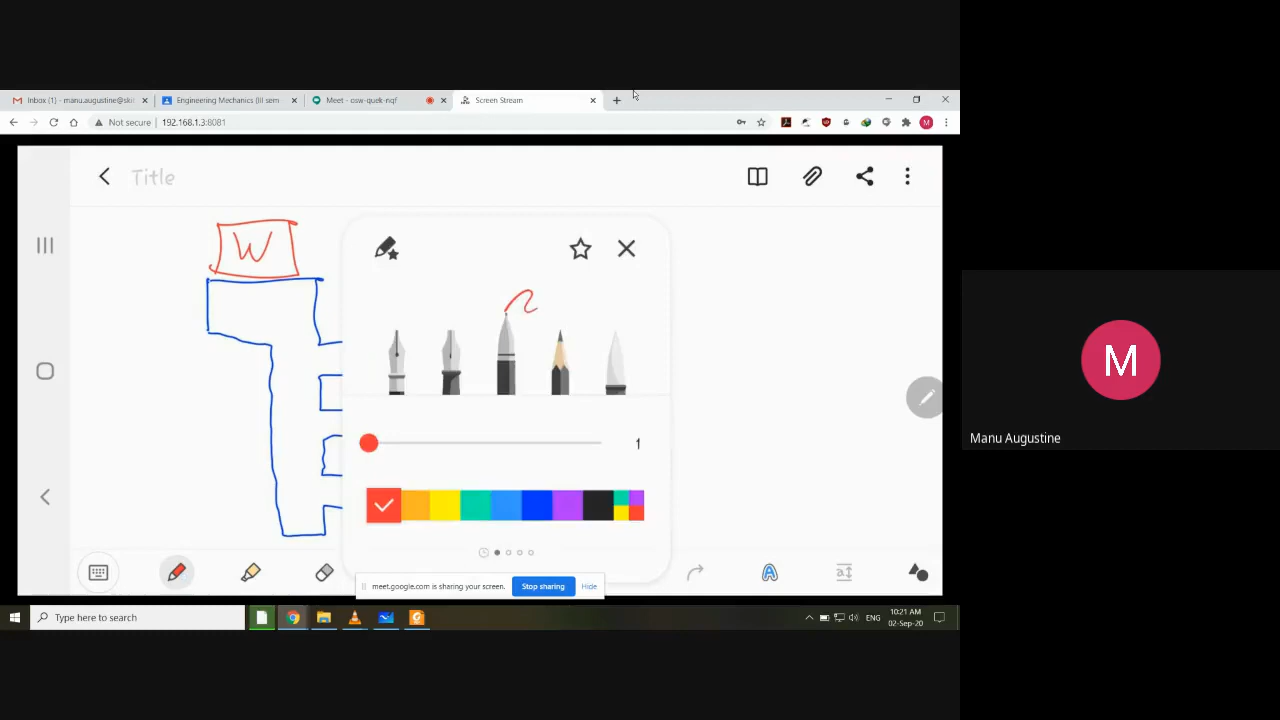 Inbox (1) - manu.augustine@ski
Engineering Mechanics (III sem
Meet - osw-quek-nqf
Screen Stream
Not secure
192.168.1.3:8081
Title
W
1
meet.google.com is sharing your screen.
Stop sharing
Hide
Type here to search
ENG
10:21 AM
02-Sep-20
M
Manu Augustine